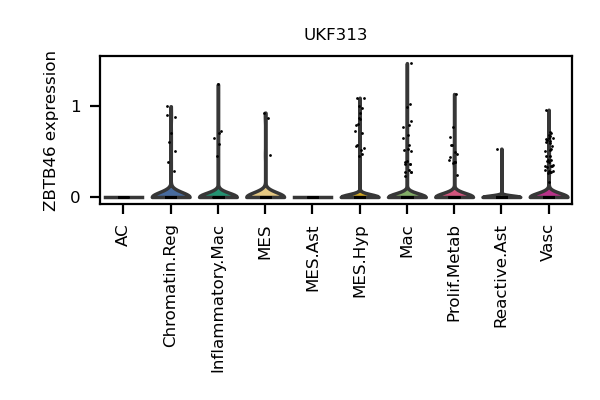 UKF313
ZBTB46 expression
1
0
AC
Chromatin.Reg
Inflammatory.Mac
MES
MES.Ast
MES.Hyp
Mac
Prolif.Metab
Reactive.Ast
Vasc